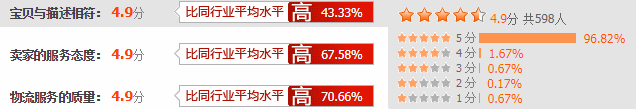 宝贝与描述相符： 4.9分 比同行业平均水平 高 43.33%
卖家的服务态度： 4.9分 比同行业平均水平 高 67.58%
物流服务的质量： 4.9分 比同行业平均水平 高 70.66%
4.9分 共598人
5分 96.82%
4分 1.67%
3分 0.67%
2分 0.17%
1分 0.67%